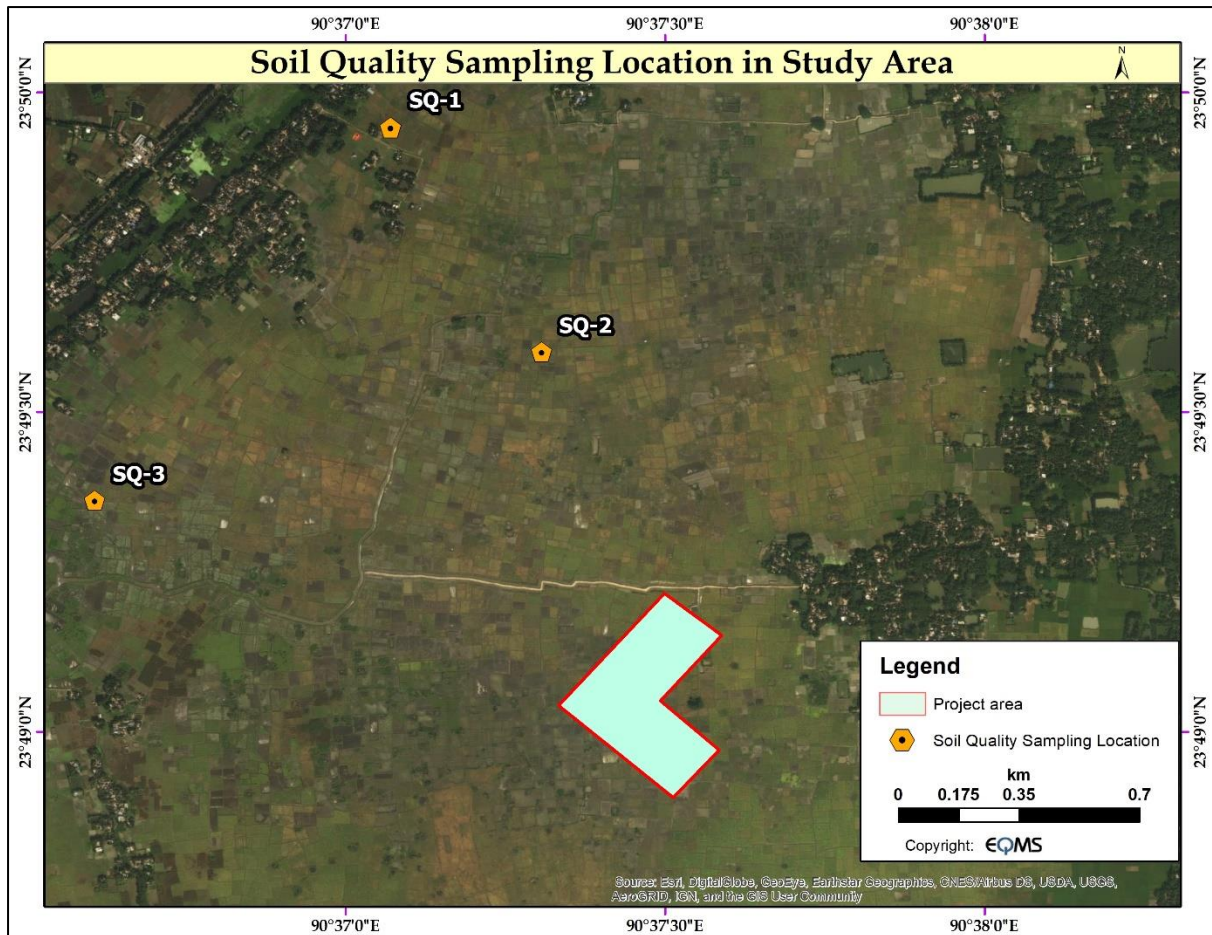 90°37'0"E 90°37'30"E 90°38'0"E
Soil Quality Sampling Location in Study Area
N
23°50'0"N 23°50'0"N
SQ-1
SQ-2
23°49'30"N 23°49'30"N
SQ-3
Legend
Project area
23°49'0"N 23°49'0"N
Soil Quality Sampling Location
km
0 0.175 0.35 0.7
Copyright: EQMS
Source: Esri, DigitalGlobe, GeoEye, Earthstar Geographics, CNES/Airbus DS, USDA, USGS,
AeroGRID, IGN, and the GIS User Community
90°37'0"E 90°37'30"E 90°38'0"E